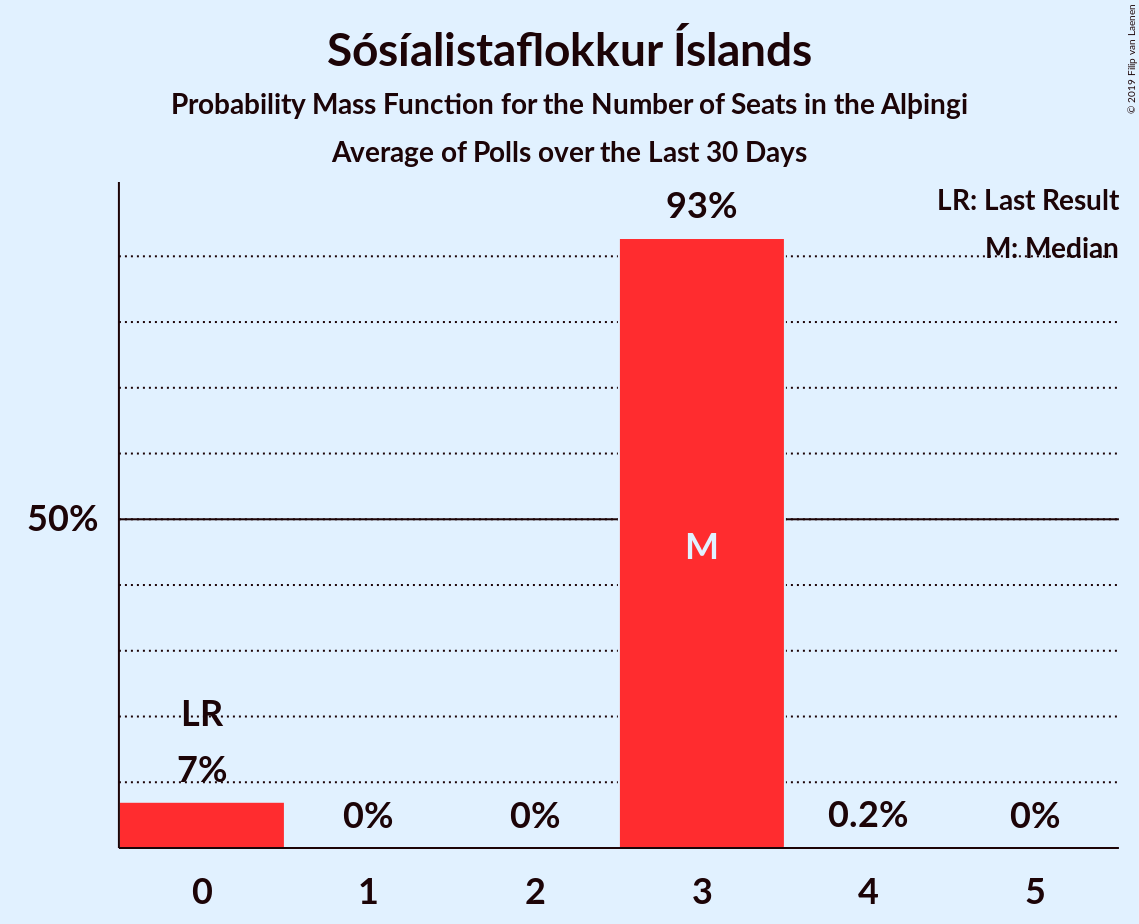 Sósíalistaflokkur Íslands
Probability Mass Function for the Number of Seats in the Alþingi
Average of Polls over the Last 30 Days
© 2019 Filip van Laenen
LR: Last Result
M: Median
93%
50%
M
LR
7%
0%
0%
0.2%
0%
0
1
2
3
4
5